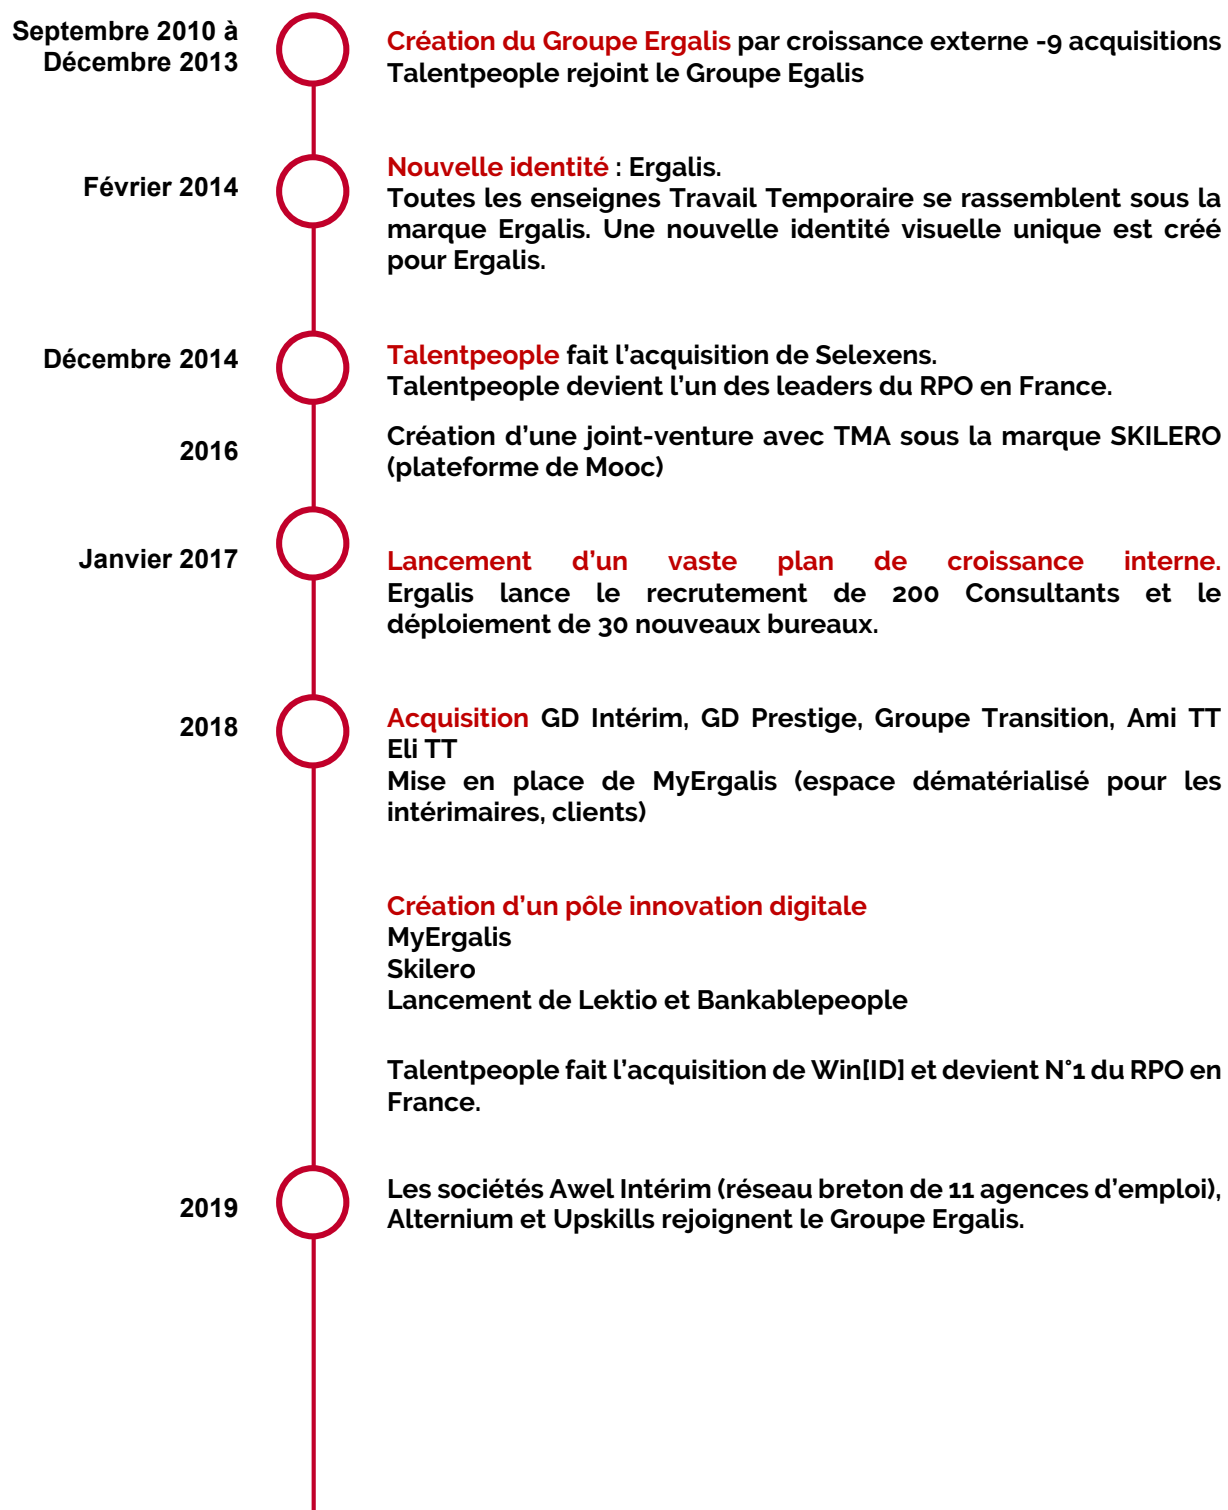 Septembre 2010 à
Décembre 2013
Création du Groupe Ergalis par croissance externe -9 acquisitions
Talentpeople rejoint le Groupe Egalis
Février 2014
Nouvelle identité : Ergalis.
Toutes les enseignes Travail Temporaire se rassemblent sous la
marque Ergalis. Une nouvelle identité visuelle unique est créé
pour Ergalis.
Décembre 2014
Talentpeople fait l’acquisition de Selexens.
Talentpeople devient l’un des leaders du RPO en France.
2016
Création d’une joint-venture avec TMA sous la marque SKILERO
(plateforme de Mooc)
Janvier 2017
Lancement d’un vaste plan de croissance interne.
Ergalis lance le recrutement de 200 Consultants et le
déploiement de 30 nouveaux bureaux.
2018
Acquisition GD Intérim, GD Prestige, Groupe Transition, Ami TT
Eli TT
Mise en place de MyErgalis (espace dématérialisé pour les
intérimaires, clients)
Création d’un pôle innovation digitale
MyErgalis
Skilero
Lancement de Lektio et Bankablepeople
Talentpeople fait l’acquisition de Win[ID] et devient N°1 du RPO en
France.
2019
Les sociétés Awel Intérim (réseau breton de 11 agences d’emploi),
Alternium et Upskills rejoignent le Groupe Ergalis.